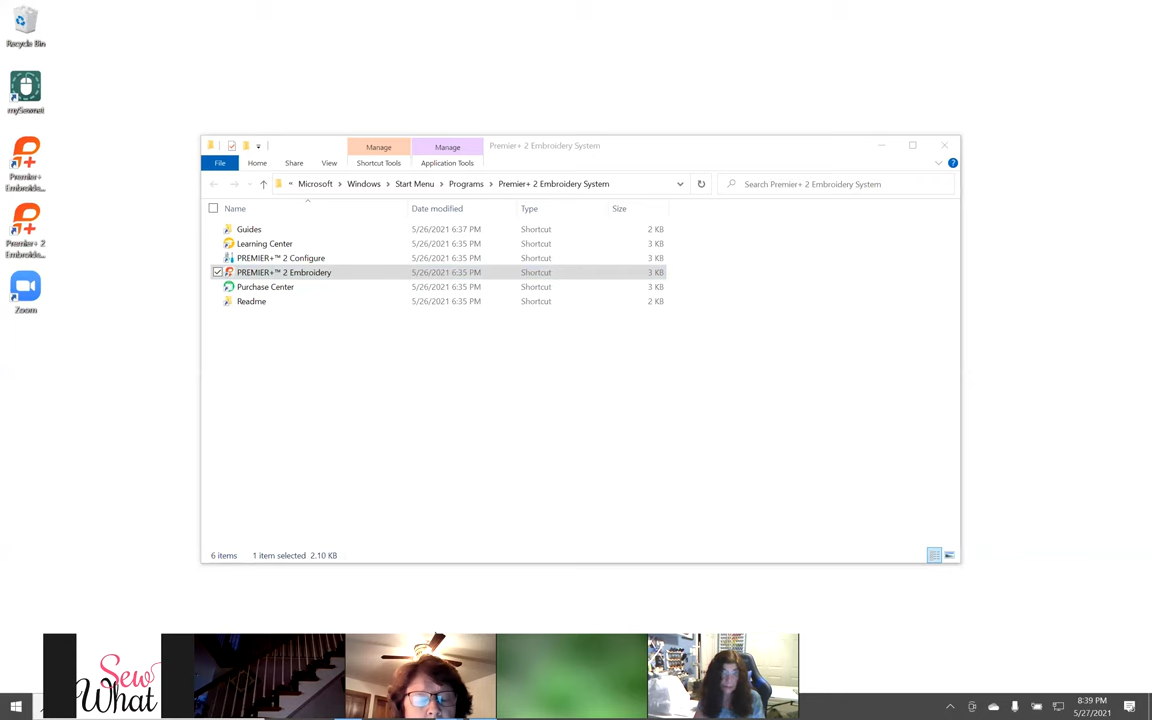 Recycle Bin
mySewnet
Premier+
Embroide...
Premier+ 2
Embroide...
Zoom
Manage
Manage
Premier+ 2 Embroidery System
File
Home
Share
View
Shortcut Tools
Application Tools
« Microsoft > Windows > Start Menu > Programs > Premier+ 2 Embroidery System
Search Premier+ 2 Embroidery System
Name Date modified Type Size
Guides 5/26/2021 6:37 PM Shortcut 2 KB
Learning Center 5/26/2021 6:35 PM Shortcut 3 KB
PREMIER+™ 2 Configure 5/26/2021 6:35 PM Shortcut 3 KB
PREMIER+™ 2 Embroidery 5/26/2021 6:35 PM Shortcut 3 KB
Purchase Center 5/26/2021 6:35 PM Shortcut 3 KB
Readme 5/26/2021 6:35 PM Shortcut 2 KB
6 items 1 item selected 2.10 KB
Sew
What
8:39 PM
5/27/2021